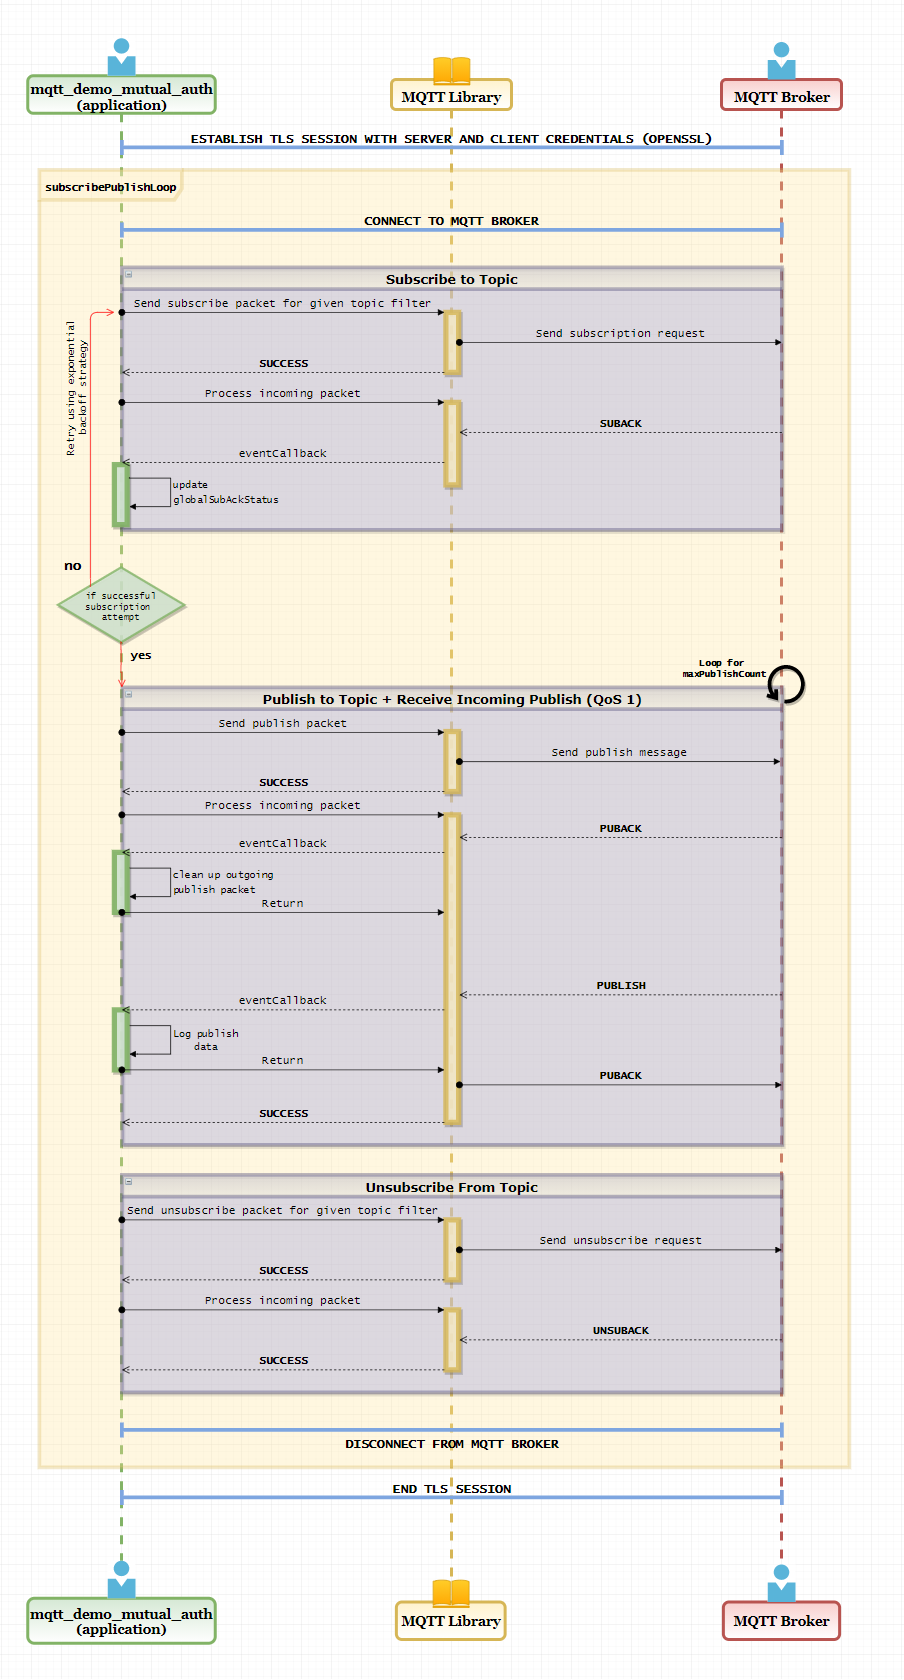 mqtt_demo_mutual_auth
(application)
MQTT Library
MQTT Broker
ESTABLISH TLS SESSION WITH SERVER AND CLIENT CREDENTIALS (OPENSSL)
subscribePublishLoop
CONNECT TO MQTT BROKER
Subscribe to Topic
Send subscribe packet for given topic filter
Send subscription request
SUCCESS
Process incoming packet
SUBACK
eventCallback
update
globalSubAckStatus
Retry using exponential
backoff strategy
no
if successful
subscription
attempt
yes
Loop for
maxPublishCount
Publish to Topic + Receive Incoming Publish (QoS 1)
Send publish packet
Send publish message
SUCCESS
Process incoming packet
PUBACK
eventCallback
clean up outgoing
publish packet
Return
PUBLISH
eventCallback
Log publish
data
Return
PUBACK
SUCCESS
Unsubscribe From Topic
Send unsubscribe packet for given topic filter
Send unsubscribe request
SUCCESS
Process incoming packet
UNSUBACK
SUCCESS
DISCONNECT FROM MQTT BROKER
END TLS SESSION
mqtt_demo_mutual_auth
(application)
MQTT Library
MQTT Broker